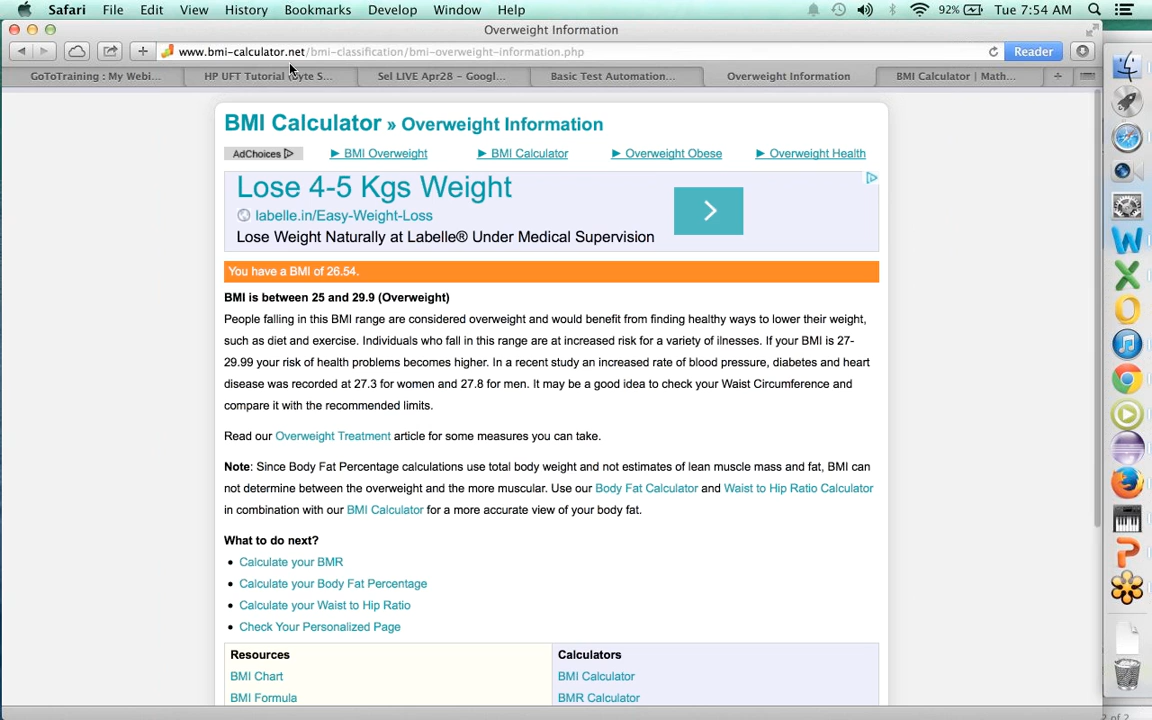 Safari File Edit View History Bookmarks Develop Window Help 92% Tue 7:54 AM
Overweight Information
www.bmi-calculator.net/bmi-classification/bmi-overweight-information.php Reader
GoToTraining : My Webi... HP UFT Tutorial Sel LIVE Apr28 – Googl... Basic Test Automation... Overweight Information BMI Calculator | Math...
BMI Calculator » Overweight Information
AdChoices ▶ BMI Overweight ▶ BMI Calculator ▶ Overweight Obese ▶ Overweight Health
Lose 4-5 Kgs Weight
labelle.in/Easy-Weight-Loss
Lose Weight Naturally at Labelle® Under Medical Supervision
You have a BMI of 26.54.
BMI is between 25 and 29.9 (Overweight)
People falling in this BMI range are considered overweight and would benefit from finding healthy ways to lower their weight,
such as diet and exercise. Individuals who fall in this range are at increased risk for a variety of ilnesses. If your BMI is 27-
29.99 your risk of health problems becomes higher. In a recent study an increased rate of blood pressure, diabetes and heart
disease was recorded at 27.3 for women and 27.8 for men. It may be a good idea to check your Waist Circumference and
compare it with the recommended limits.
Read our Overweight Treatment article for some measures you can take.
Note: Since Body Fat Percentage calculations use total body weight and not estimates of lean muscle mass and fat, BMI can
not determine between the overweight and the more muscular. Use our Body Fat Calculator and Waist to Hip Ratio Calculator
in combination with our BMI Calculator for a more accurate view of your body fat.
What to do next?
• Calculate your BMR
• Calculate your Body Fat Percentage
• Calculate your Waist to Hip Ratio
• Check Your Personalized Page
Resources Calculators
BMI Chart BMI Calculator
BMI Formula BMR Calculator
2 of 2